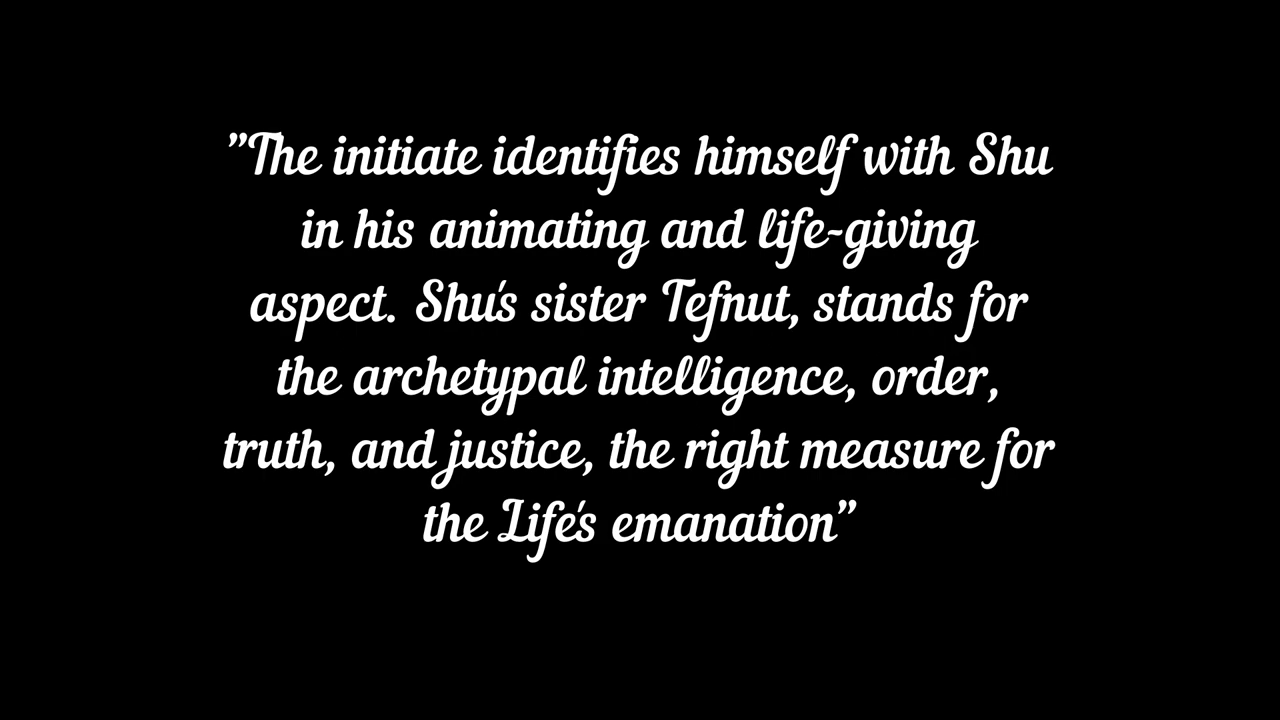 ”The initiate identifies himself with Shu
in his animating and life-giving
aspect. Shu's sister Tefnut, stands for
the archetypal intelligence, order,
truth, and justice, the right measure for
the Life's emanation”